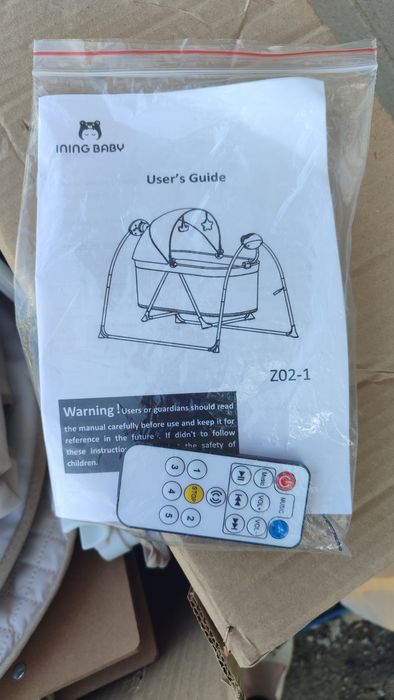 INING BABY
User's Guide
Z02-1
Warning ! Users or guardians should read
the manual carefully before use and keep it for
reference in the future . If didn't to follow
these the safety of
children.
MUSIC
Mode VOL+ VOL-
1 STOP 2
3 4 5